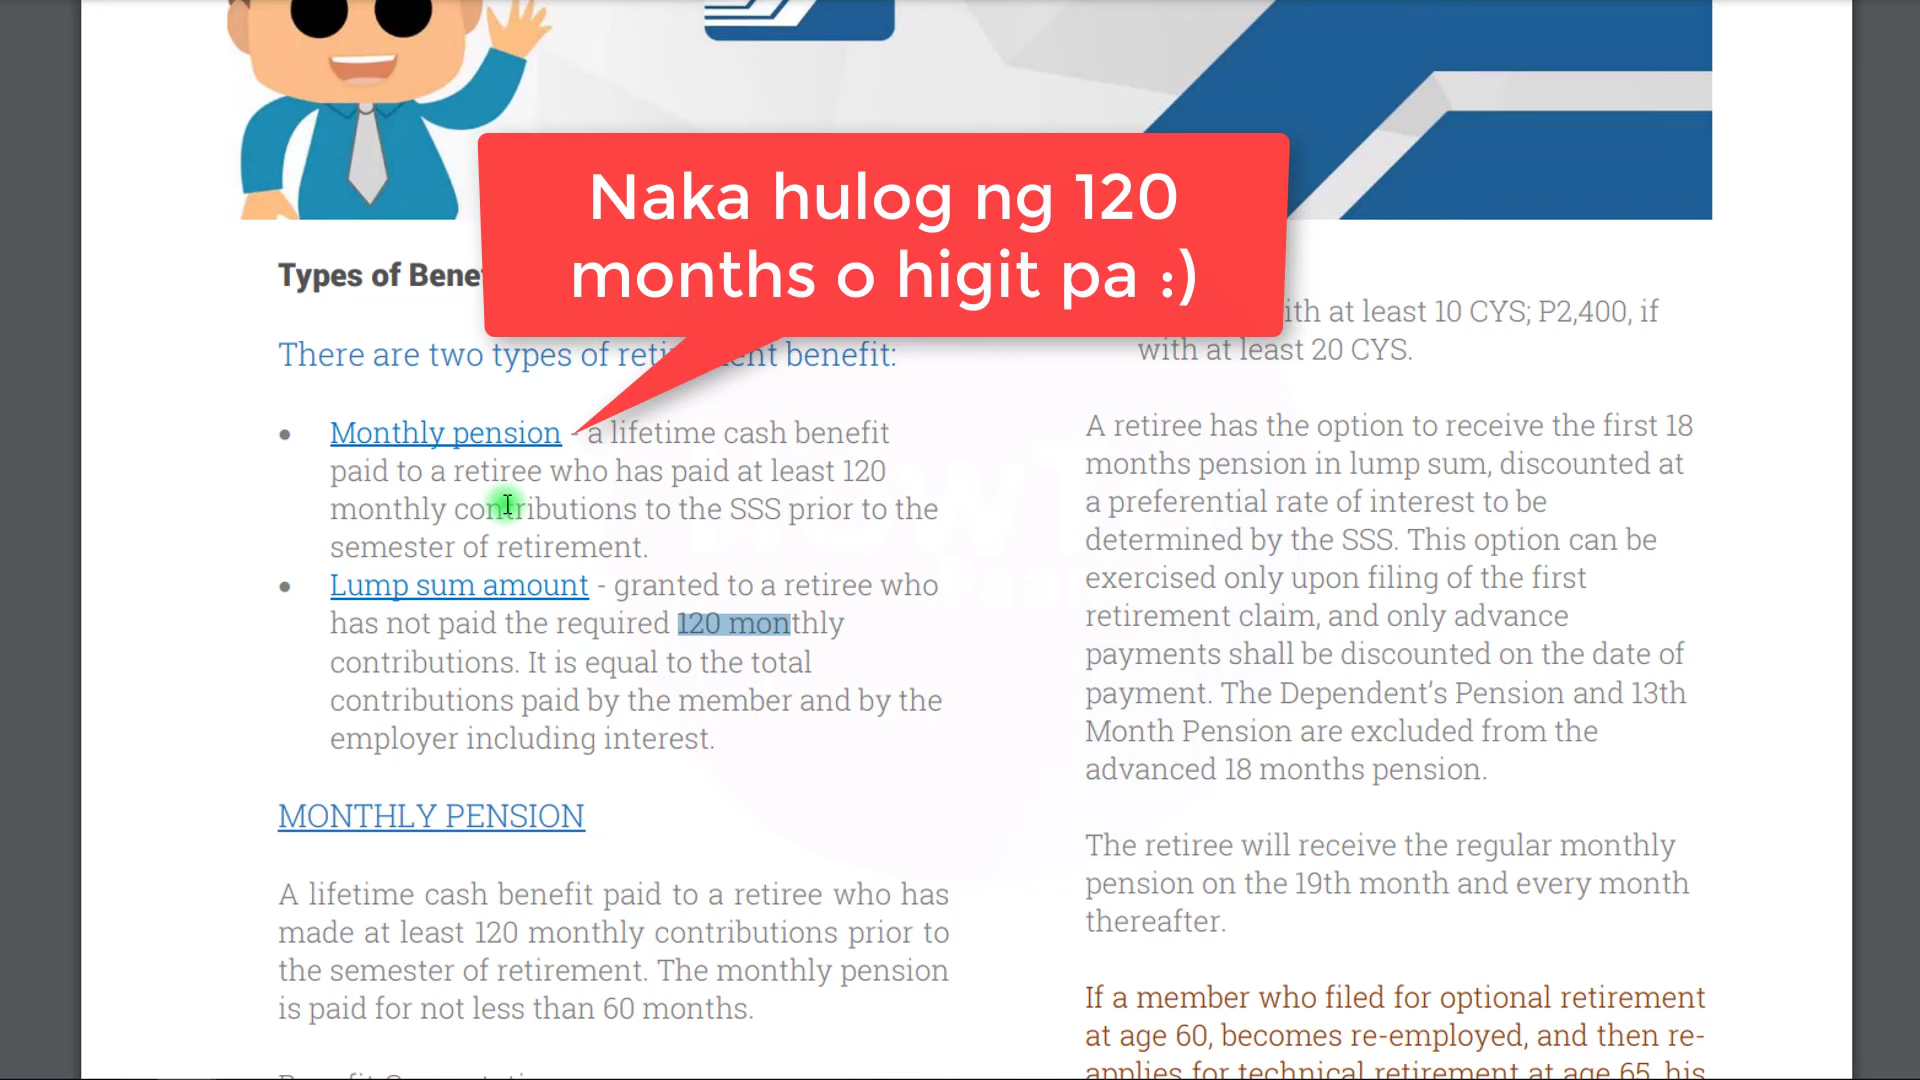 Naka hulog ng 120
months o higit pa :)
Types of Bene
There are two types of reti ent benefit:
• Monthly pension - a lifetime cash benefit
paid to a retiree who has paid at least 120
monthly contributions to the SSS prior to the
semester of retirement.
• Lump sum amount - granted to a retiree who
has not paid the required 120 monthly
contributions. It is equal to the total
contributions paid by the member and by the
employer including interest.
MONTHLY PENSION
A lifetime cash benefit paid to a retiree who has
made at least 120 monthly contributions prior to
the semester of retirement. The monthly pension
is paid for not less than 60 months.
ith at least 10 CYS; P2,400, if
with at least 20 CYS.
A retiree has the option to receive the first 18
months pension in lump sum, discounted at
a preferential rate of interest to be
determined by the SSS. This option can be
exercised only upon filing of the first
retirement claim, and only advance
payments shall be discounted on the date of
payment. The Dependent’s Pension and 13th
Month Pension are excluded from the
advanced 18 months pension.
The retiree will receive the regular monthly
pension on the 19th month and every month
thereafter.
If a member who filed for optional retirement
at age 60, becomes re-employed, and then re-
applies for technical retirement at age 65, his